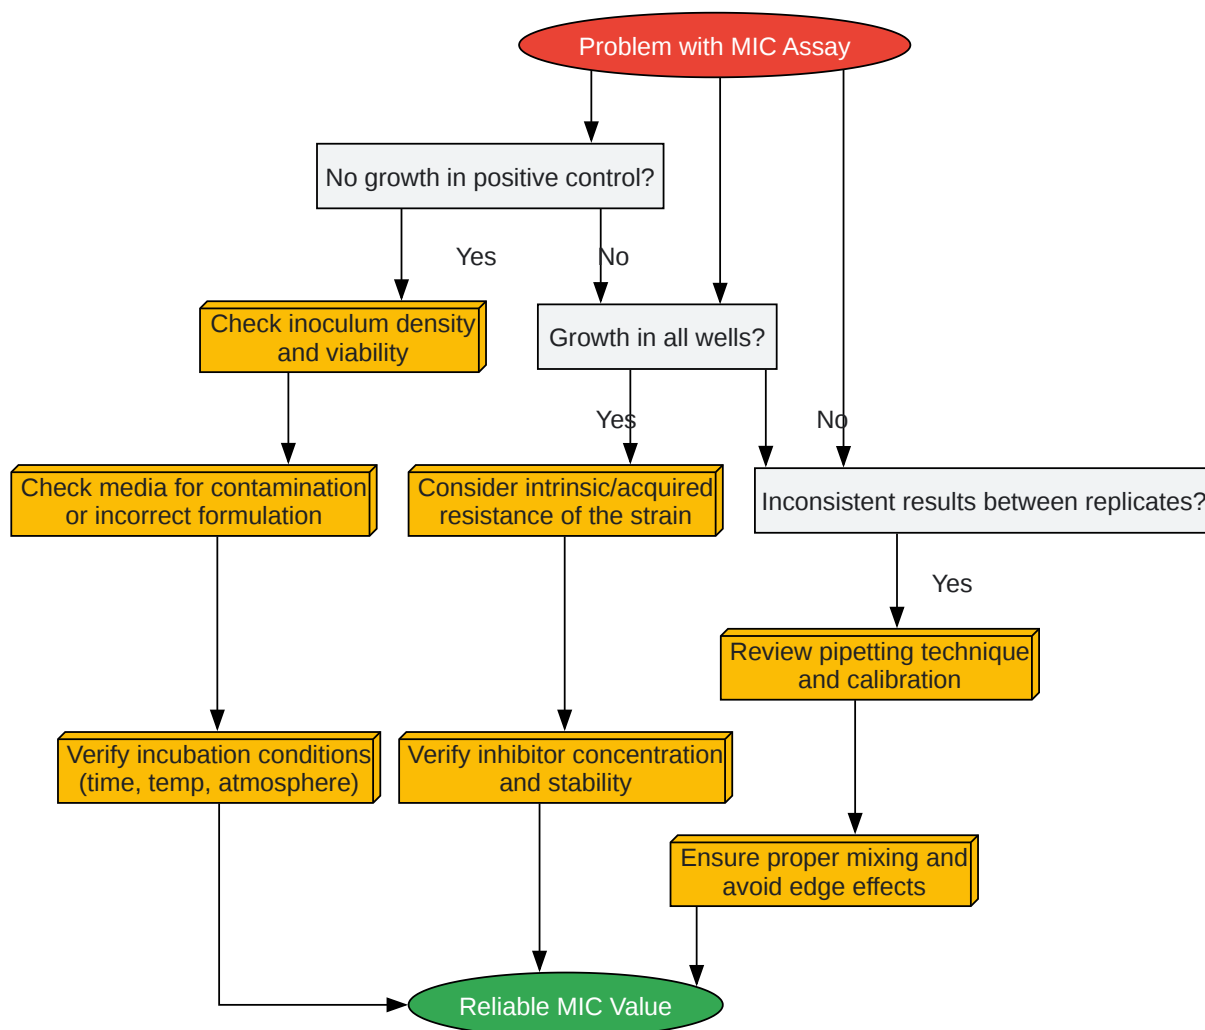 Problem with MIC Assay
No growth in positive control?
Yes
No
Check inoculum density
and viability
Growth in all wells?
Yes
No
Check media for contamination
or incorrect formulation
Consider intrinsic/acquired
resistance of the strain
Inconsistent results between replicates?
Yes
Review pipetting technique
and calibration
Verify incubation conditions
(time, temp, atmosphere)
Verify inhibitor concentration
and stability
Ensure proper mixing and
avoid edge effects
Reliable MIC Value